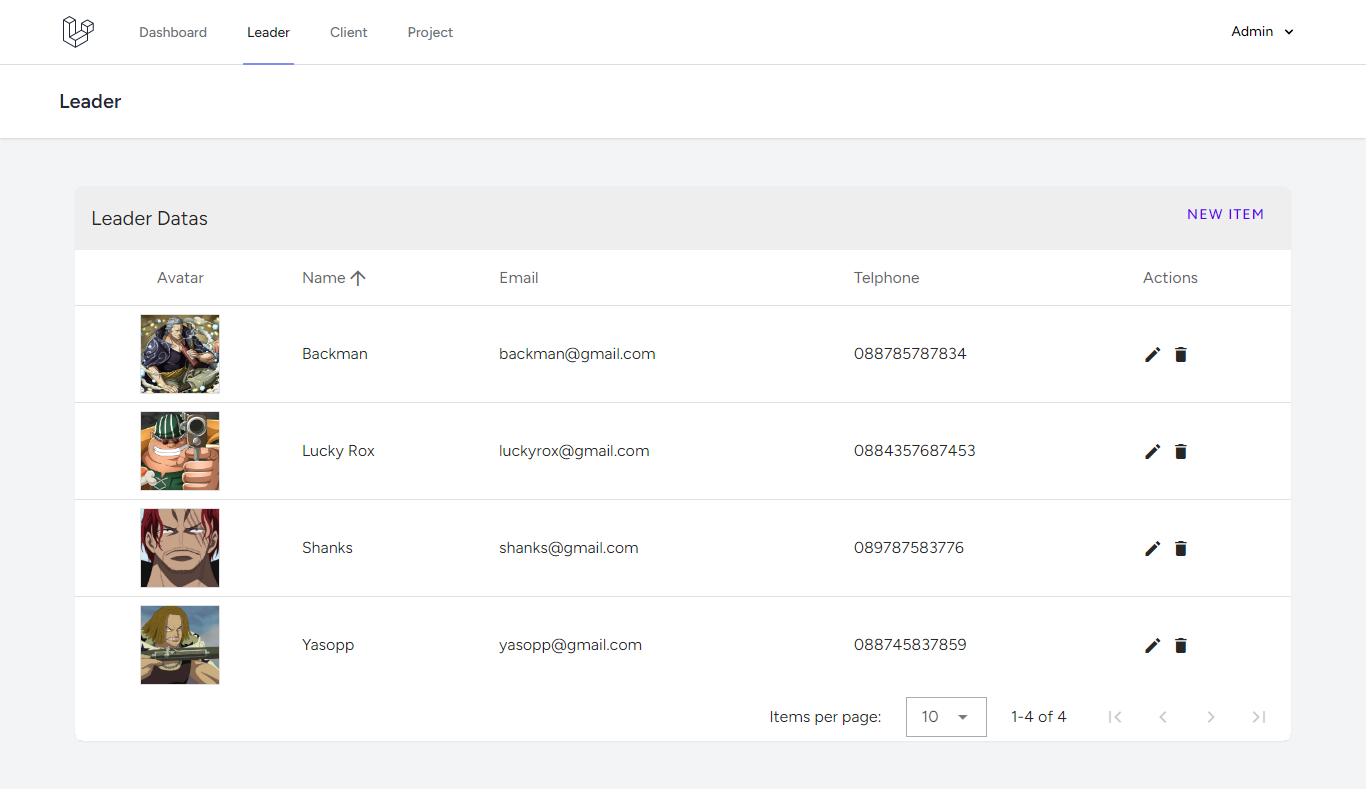 Dashboard Leader Client Project Admin
Leader
Leader Datas NEW ITEM
Avatar Name Email Telphone Actions
Backman backman@gmail.com 088785787834
Lucky Rox luckyrox@gmail.com 0884357687453
Shanks shanks@gmail.com 089787583776
Yasopp yasopp@gmail.com 088745837859
Items per page: 10 1-4 of 4